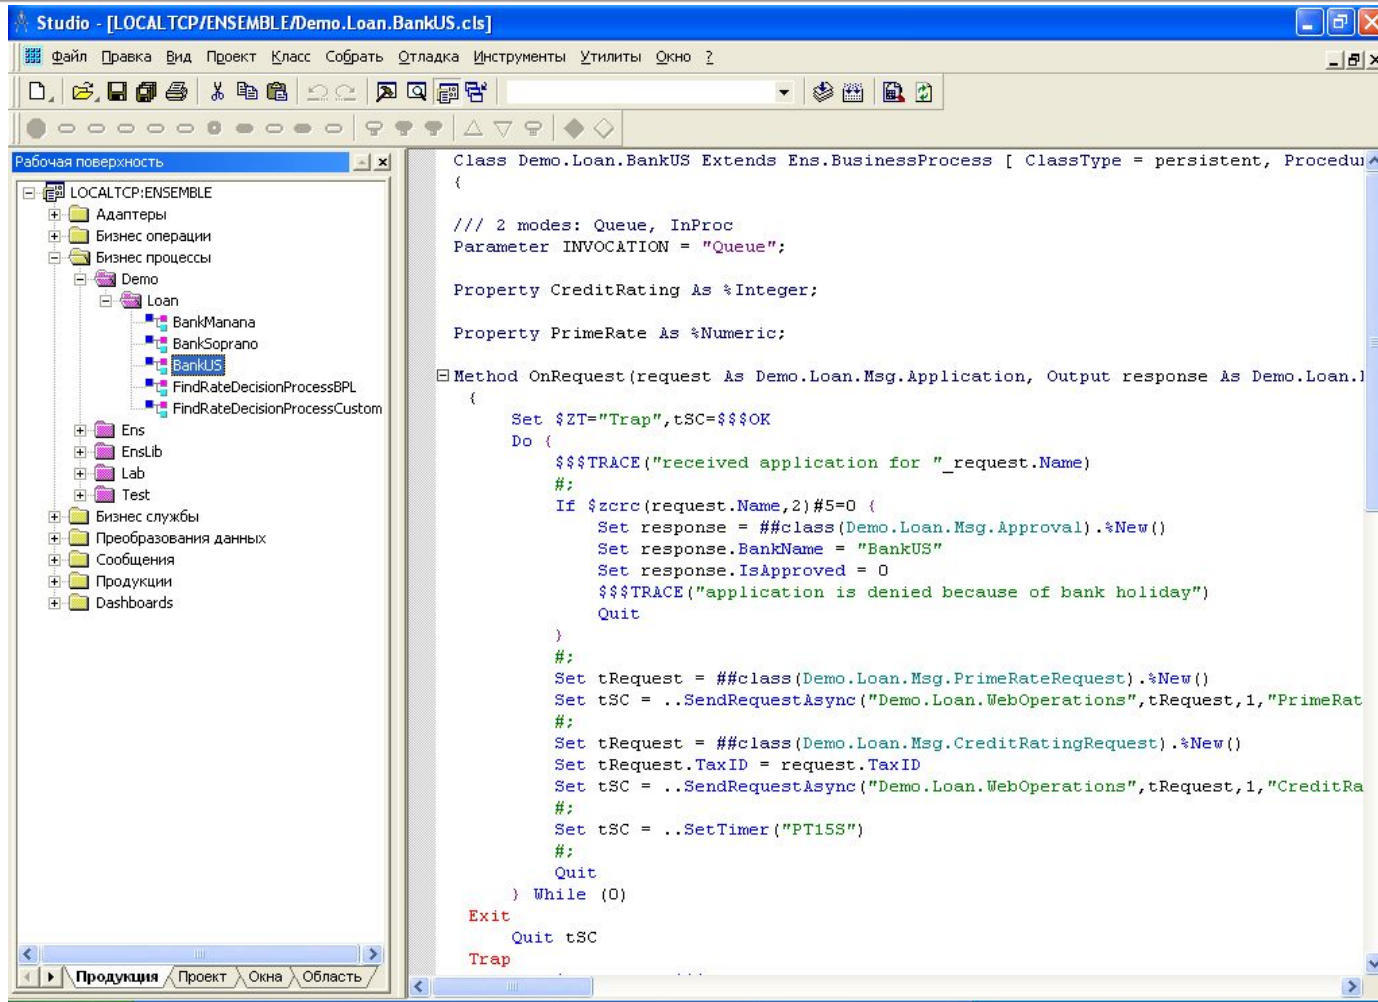 Studio - [LOCALTCP/ENSEMBLE/Demo.Loan.BankUS.cls]
Файл Правка Вид Проект Класс Собрать Отладка Инструменты Утилиты Окно ?
Рабочая поверхность
LOCALTCP:ENSEMBLE
Адаптеры
Бизнес операции
Бизнес процессы
Demo
Loan
BankManana
BankSoprano
BankUS
FindRateDecisionProcessBPL
FindRateDecisionProcessCustom
Ens
EnsLib
Lab
Test
Бизнес службы
Преобразования данных
Сообщения
Продукции
Dashboards
Продукция Проект Окна Область
Class Demo.Loan.BankUS Extends Ens.BusinessProcess [ ClassType = persistent, Procedu
{
/// 2 modes: Queue, InProc
Parameter INVOCATION = "Queue";
Property CreditRating As %Integer;
Property PrimeRate As %Numeric;
Method OnRequest(request As Demo.Loan.Msg.Application, Output response As Demo.Loan.
{
Set $ZT="Trap",tSC=$$$OK
Do {
$$$TRACE("received application for "_request.Name)
#;
If $zcrc(request.Name,2)#5=0 {
Set response = ##class(Demo.Loan.Msg.Approval).%New()
Set response.BankName = "BankUS"
Set response.IsApproved = 0
$$$TRACE("application is denied because of bank holiday")
Quit
}
#;
Set tRequest = ##class(Demo.Loan.Msg.PrimeRateRequest).%New()
Set tSC = ..SendRequestAsync("Demo.Loan.WebOperations",tRequest,1,"PrimeRat
#;
Set tRequest = ##class(Demo.Loan.Msg.CreditRatingRequest).%New()
Set tRequest.TaxID = request.TaxID
Set tSC = ..SendRequestAsync("Demo.Loan.WebOperations",tRequest,1,"CreditRa
#;
Set tSC = ..SetTimer("PT15S")
#;
Quit
} While (0)
Exit
Quit tSC
Trap